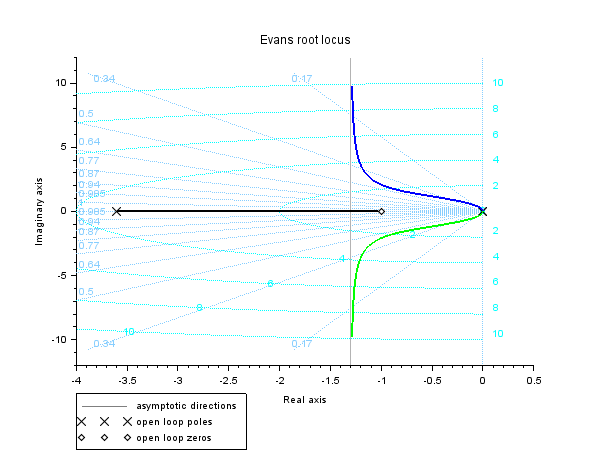 Evans root locus
0.34 0.17
10 10
0.5 8
0.64 6
5 0.77 4
0.87
0.94 2
0.985
0
0.985
0.94
0.87 2 2
0.77
0.64 4 4
-5 6 6
0.5 8 8
10 10
-10 0.34 0.17
-4 -3.5 -3 -2.5 -2 -1.5 -1 -0.5 0 0.5
Real axis
Imaginary axis
asymptotic directions
open loop poles
open loop zeros